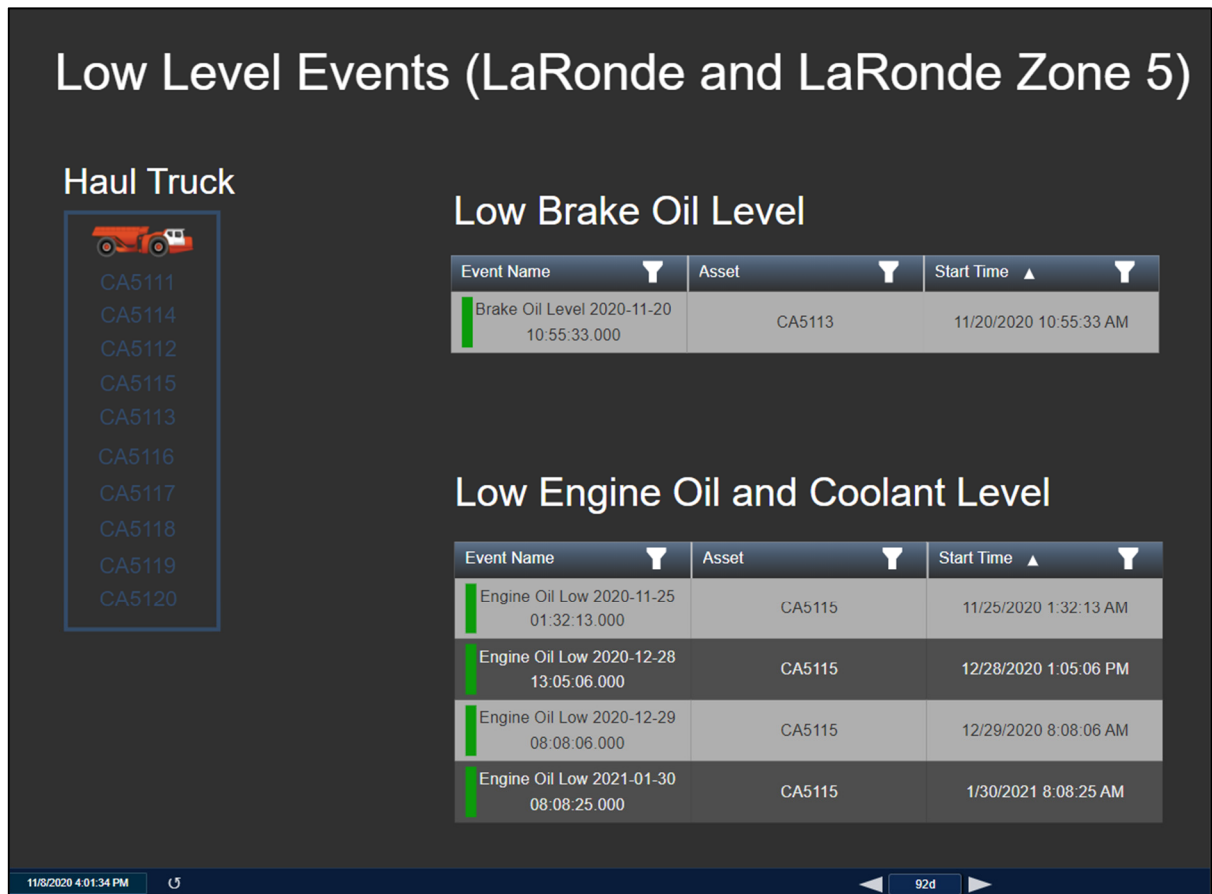 Low Level Events (LaRonde and LaRonde Zone 5)
Haul Truck
CA5111
CA5114
CA5112
CA5115
CA5113
CA5116
CA5117
CA5118
CA5119
CA5120
Low Brake Oil Level
Event Name Asset Start Time ▲
Brake Oil Level 2020-11-20
10:55:33.000
CA5113
11/20/2020 10:55:33 AM
Low Engine Oil and Coolant Level
Event Name Asset Start Time ▲
Engine Oil Low 2020-11-25
01:32:13.000
CA5115
11/25/2020 1:32:13 AM
Engine Oil Low 2020-12-28
13:05:06.000
CA5115
12/28/2020 1:05:06 PM
Engine Oil Low 2020-12-29
08:08:06.000
CA5115
12/29/2020 8:08:06 AM
Engine Oil Low 2021-01-30
08:08:25.000
CA5115
1/30/2021 8:08:25 AM
11/8/2020 4:01:34 PM
92d